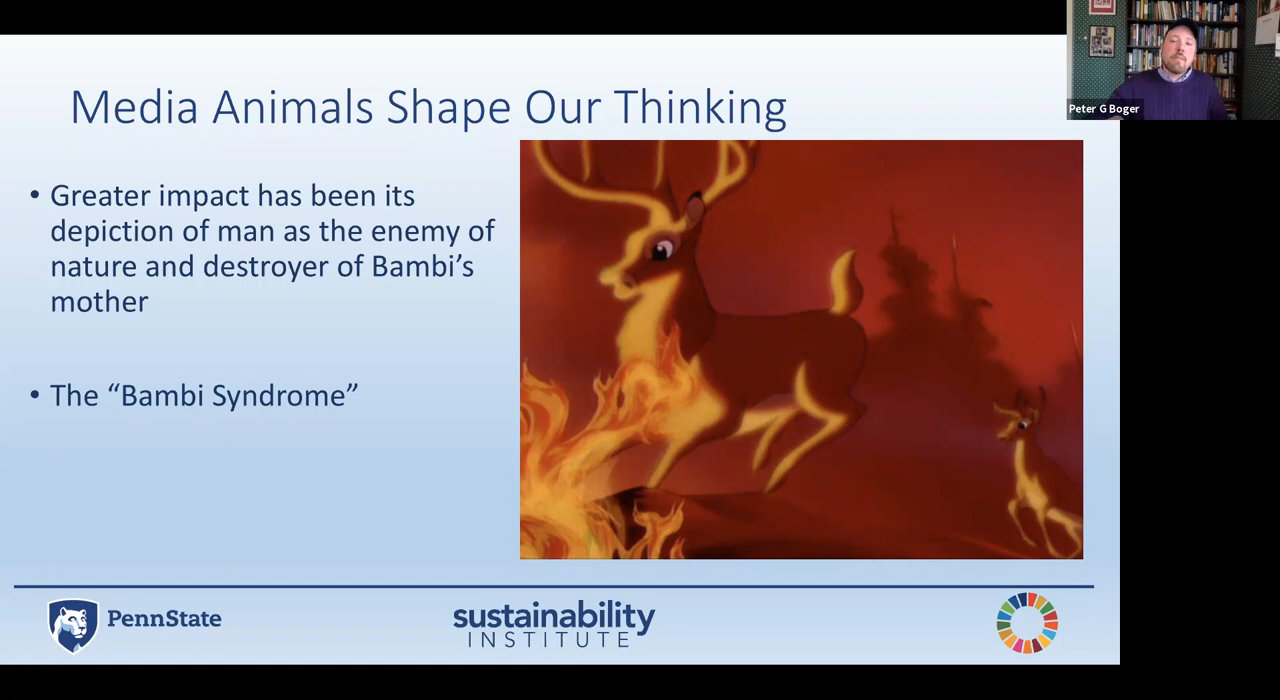 Media Animals Shape Our Thinking
Peter G Boger
• Greater impact has been its
depiction of man as the enemy of
nature and destroyer of Bambi’s
mother
• The “Bambi Syndrome”
PennState
sustainability
INSTITUTE